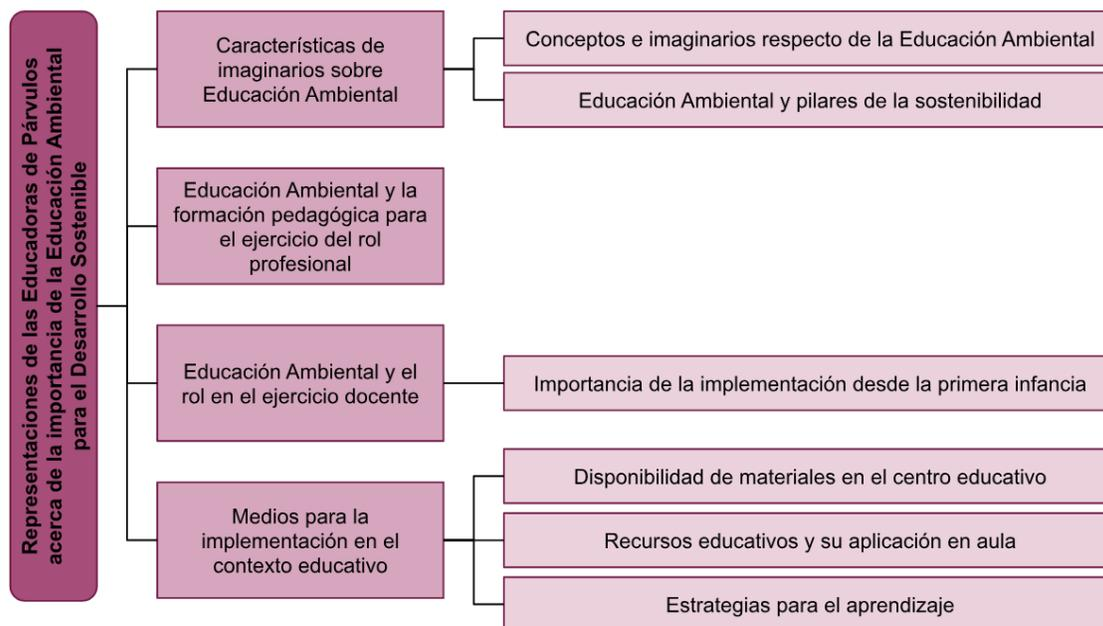 Representaciones de las Educadoras de Párvulos
acerca de la importancia de la Educación Ambiental
para el Desarrollo Sostenible
Características de
imaginarios sobre
Educación Ambiental
Conceptos e imaginarios respecto de la Educación Ambiental
Educación Ambiental y pilares de la sostenibilidad
Educación Ambiental y la
formación pedagógica para
el ejercicio del rol
profesional
Educación Ambiental y el
rol en el ejercicio docente
Importancia de la implementación desde la primera infancia
Medios para la
implementación en el
contexto educativo
Disponibilidad de materiales en el centro educativo
Recursos educativos y su aplicación en aula
Estrategias para el aprendizaje